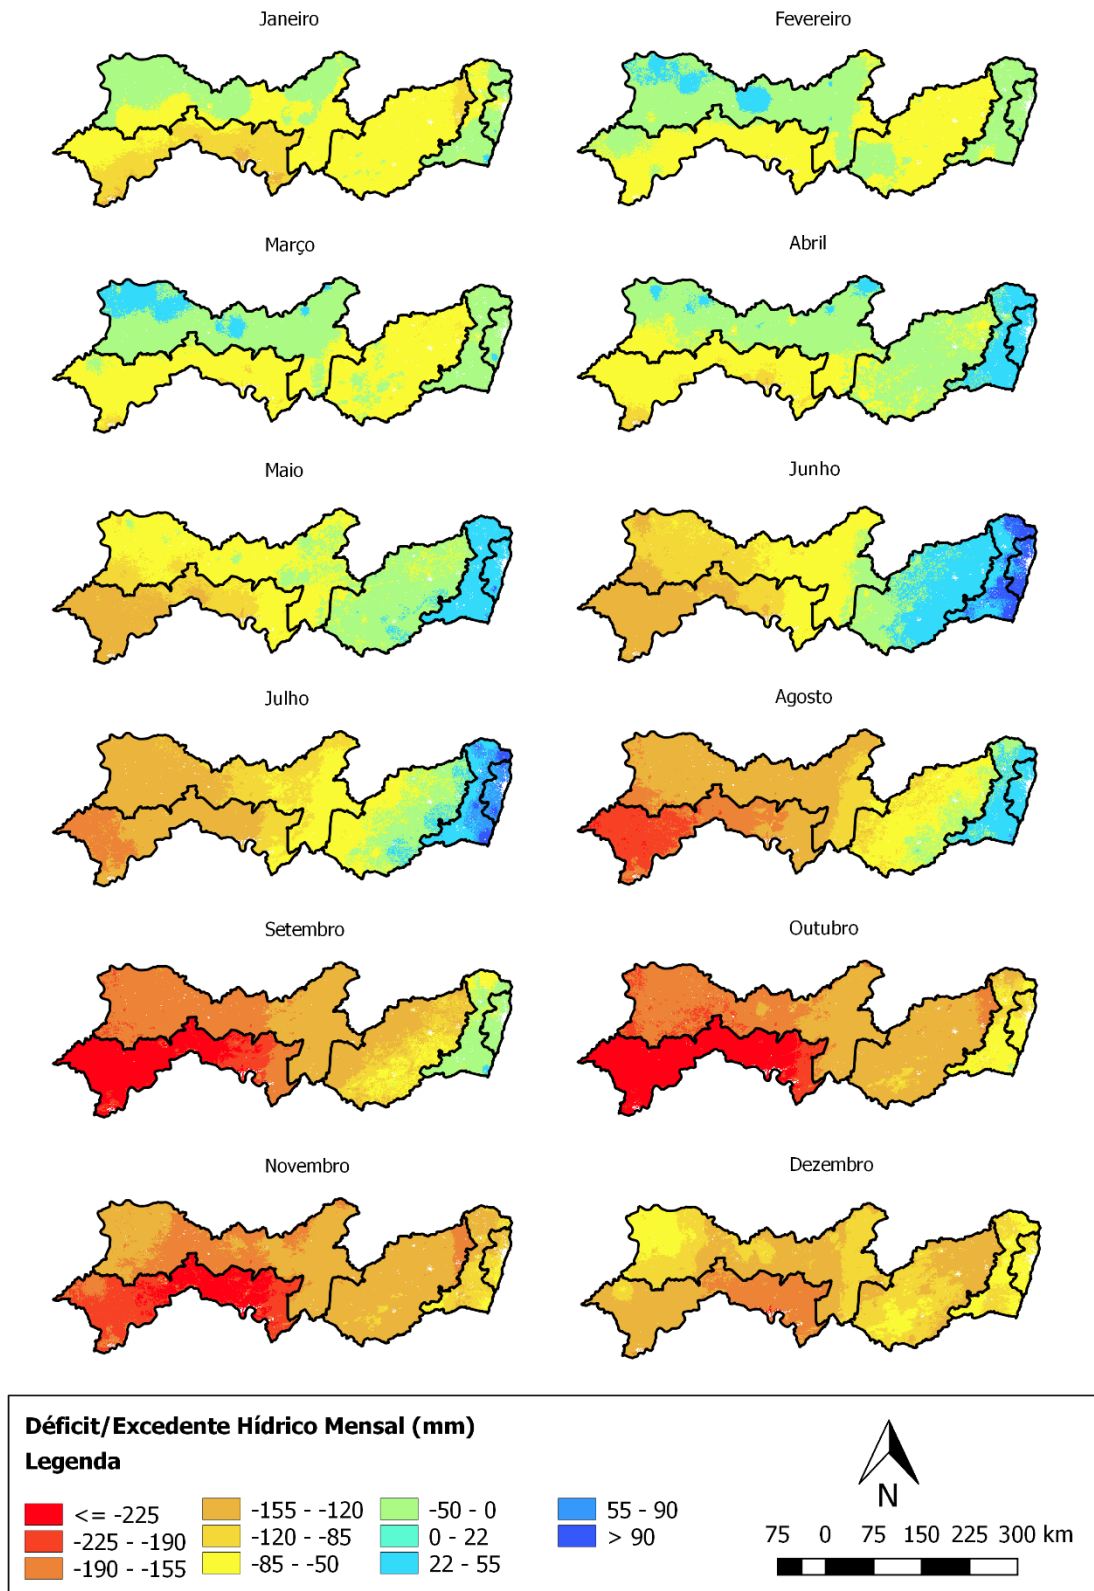 Janeiro
Fevereiro
Março
Abril
Maio
Junho
Julho
Agosto
Setembro
Outubro
Novembro
Dezembro
Déficit/Excedente Hídrico Mensal (mm)
Legenda
<= -225
-225 - -190
-190 - -155
-155 - -120
-120 - -85
-85 - -50
-50 - 0
0 - 22
22 - 55
55 - 90
> 90
N
75 0 75 150 225 300 km